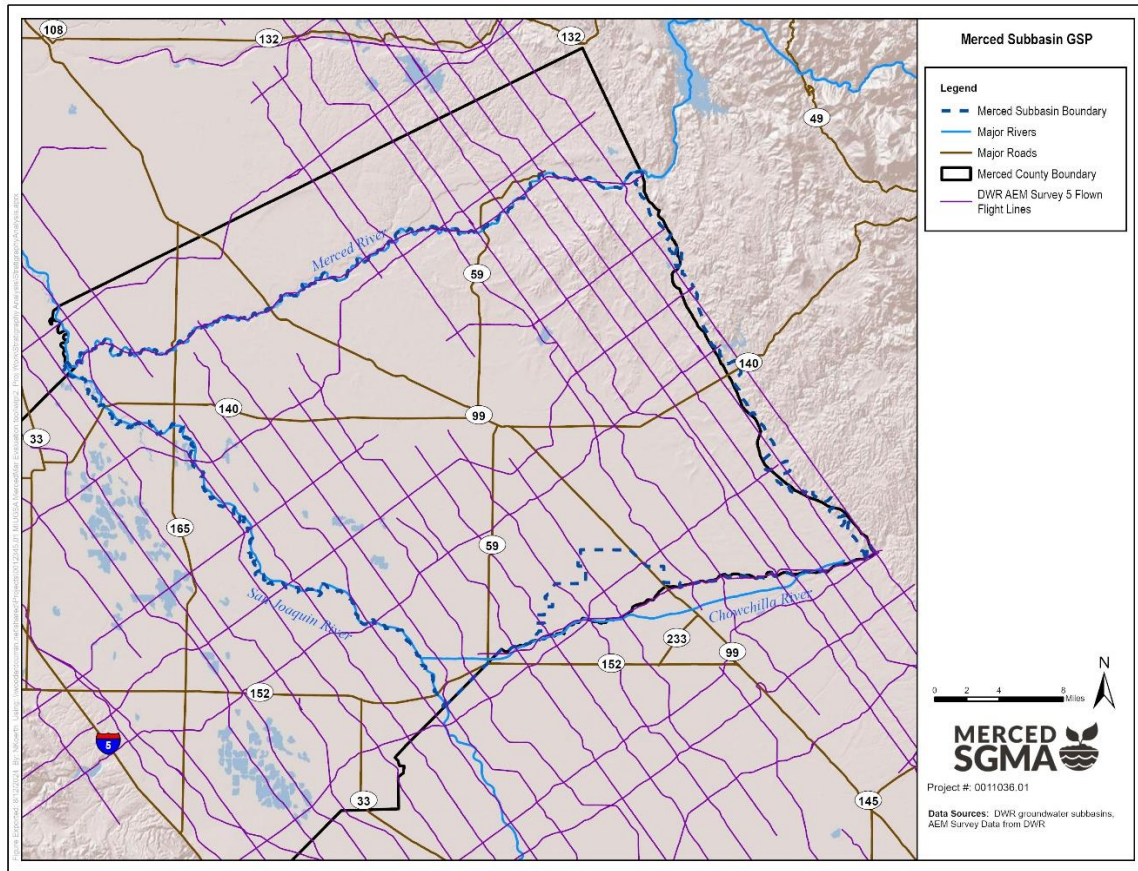 108
132
132
49
Merced River
59
140
140
99
33
165
59
San Joaquin River
Chowchilla River
233
99
152
152
5
33
145
Merced Subbasin GSP
Legend
Merced Subbasin Boundary
Major Rivers
Major Roads
Merced County Boundary
DWR AEM Survey 5 Flown
Flight Lines
N
0 2 4 8
Miles
MERCED
SGMA
Project #: 0011036.01
Data Sources: DWR groundwater subbasins,
AEM Survey Data from DWR